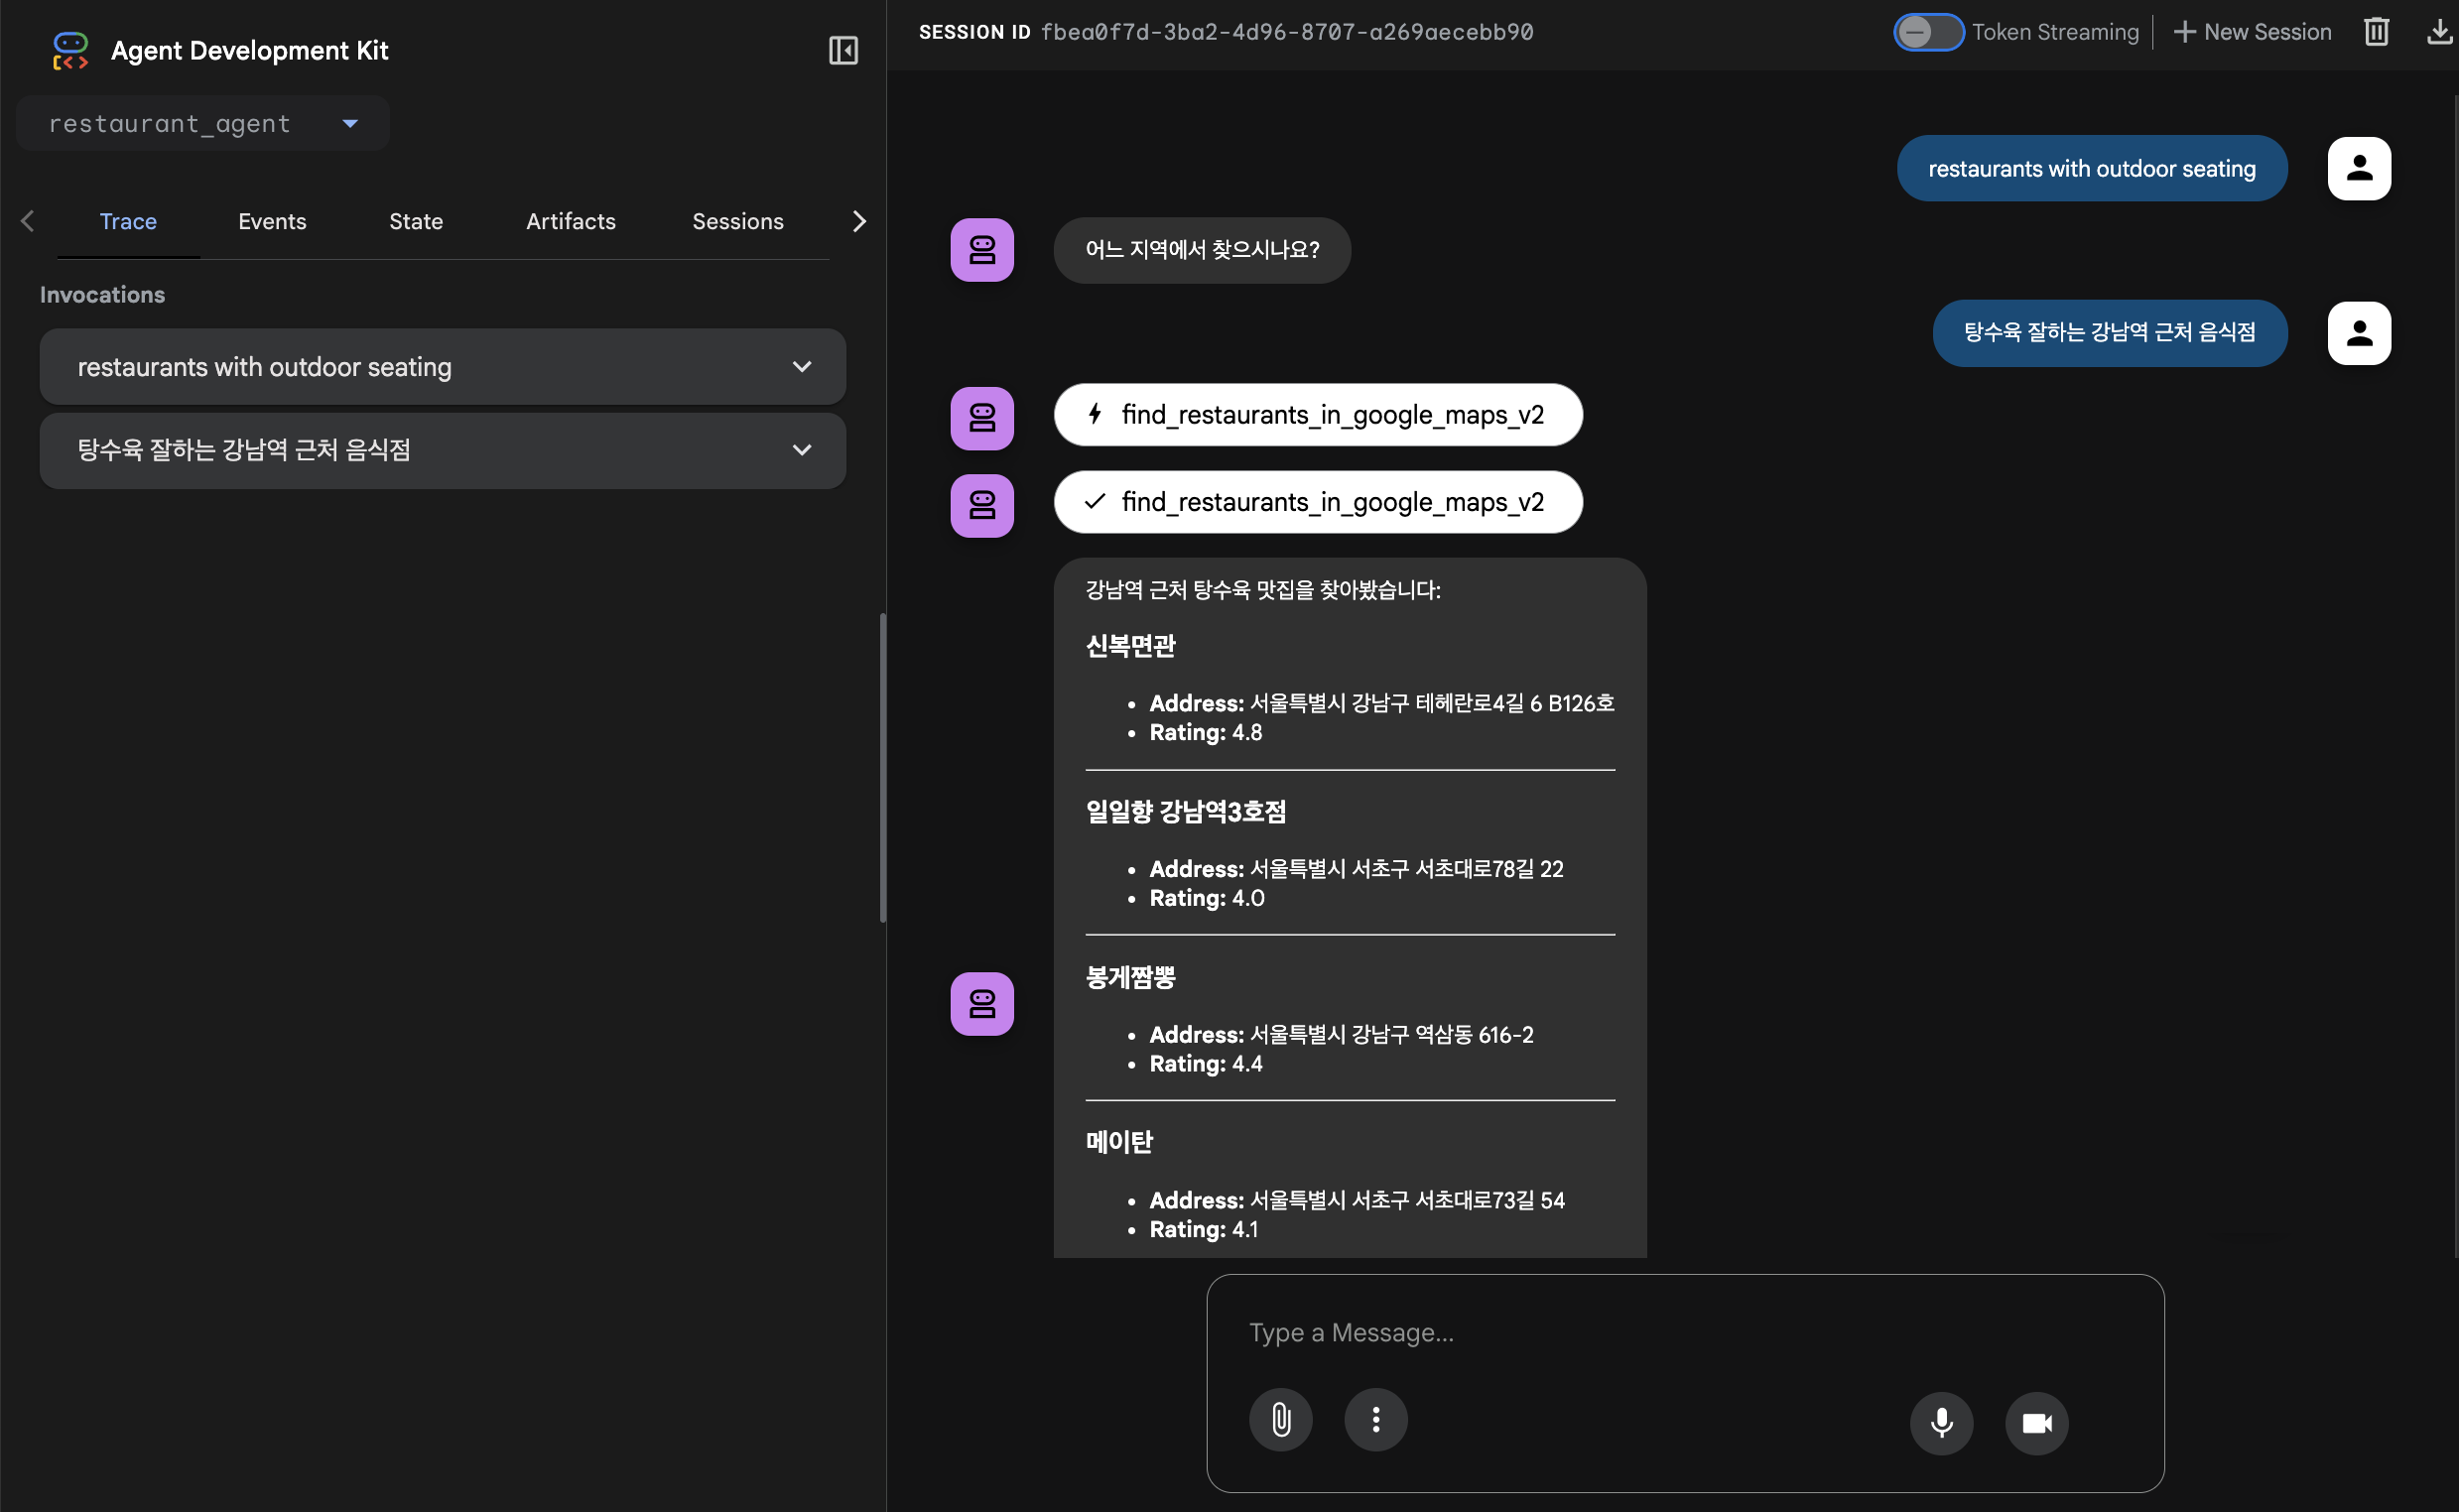 Agent Development Kit
restaurant_agent
Trace
Events
State
Artifacts
Sessions
Invocations
restaurants with outdoor seating
탕수육 잘하는 강남역 근처 음식점
SESSION ID fbea0f7d-3ba2-4d96-8707-a269aecebb90
Token Streaming
New Session
restaurants with outdoor seating
어느 지역에서 찾으시나요?
탕수육 잘하는 강남역 근처 음식점
find_restaurants_in_google_maps_v2
find_restaurants_in_google_maps_v2
강남역 근처 탕수육 맛집을 찾아봤습니다:
신복면관
Address: 서울특별시 강남구 테헤란로4길 6 B126호
Rating: 4.8
일일향 강남역3호점
Address: 서울특별시 서초구 서초대로78길 22
Rating: 4.0
봉게짬뽕
Address: 서울특별시 강남구 역삼동 616-2
Rating: 4.4
메이탄
Address: 서울특별시 서초구 서초대로73길 54
Rating: 4.1
Type a Message...